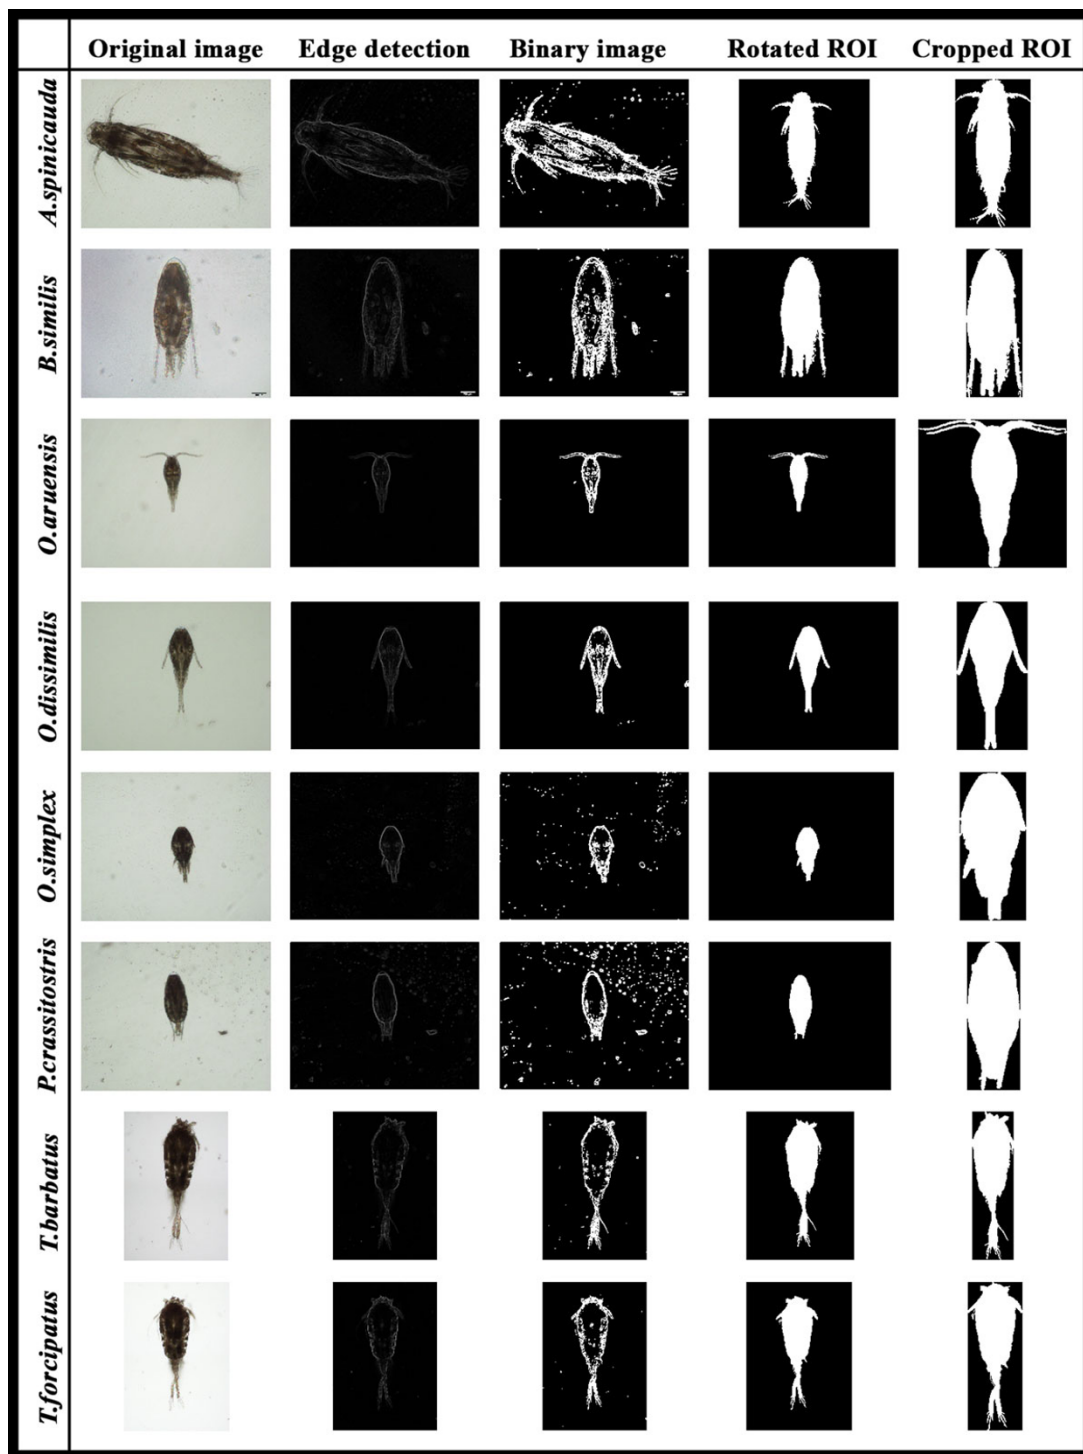 Original image Edge detection Binary image Rotated ROI Cropped ROI
A.spinicauda
B.similis
O.aruensis
O.dissimilis
O.simplex
P.crassitostris
T.barbatus
T.forcipatus